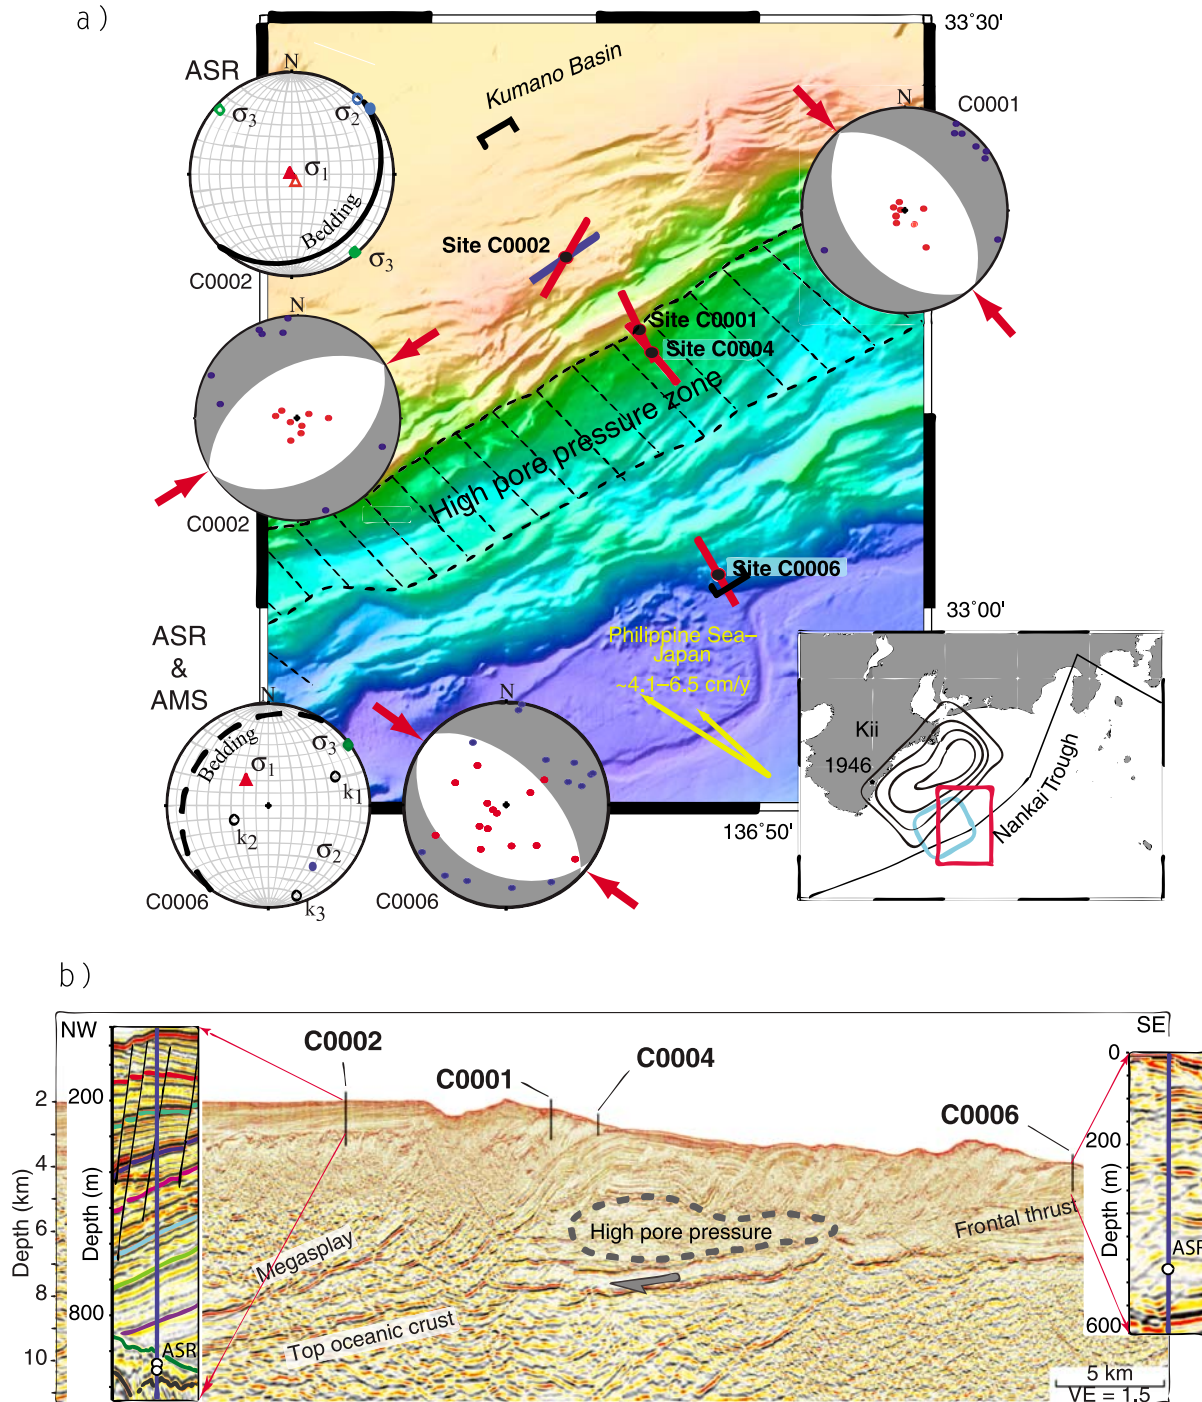 a)
33°30'
Kumano Basin
ASR
N
σ3
σ2
σ1
Bedding
σ3
C0002
N
C0001
Site C0002
Site C0001
Site C0004
High pore pressure zone
N
C0002
Site C0006
33°00'
Philippine Sea–
Japan
~4.1–6.5 cm/y
ASR
&
AMS
N
Bedding
σ3
σ1
k1
k2
σ2
k3
C0006
N
C0006
136°50'
Kii
1946
Nankai Trough
b)
NW
SE
C0002
C0001
C0004
C0006
0
200
600
Depth (m)
ASR
2
4
6
8
10
Depth (km)
200
800
Depth (m)
ASR
High pore pressure
Frontal thrust
Megasplay
Top oceanic crust
5 km
VE = 1.5